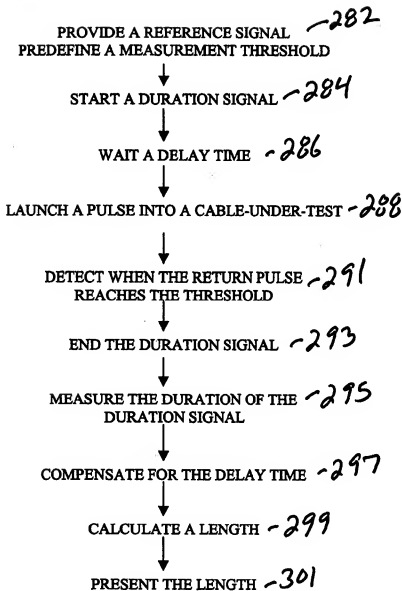 PROVIDE A REFERENCE SIGNAL ~282
PREDEFINE A MEASUREMENT THRESHOLD
START A DURATION SIGNAL ~284
WAIT A DELAY TIME ~286
LAUNCH A PULSE INTO A CABLE-UNDER-TEST ~288
DETECT WHEN THE RETURN PULSE ~291
REACHES THE THRESHOLD
END THE DURATION SIGNAL ~293
MEASURE THE DURATION OF THE ~295
DURATION SIGNAL
COMPENSATE FOR THE DELAY TIME ~297
CALCULATE A LENGTH ~299
PRESENT THE LENGTH ~301